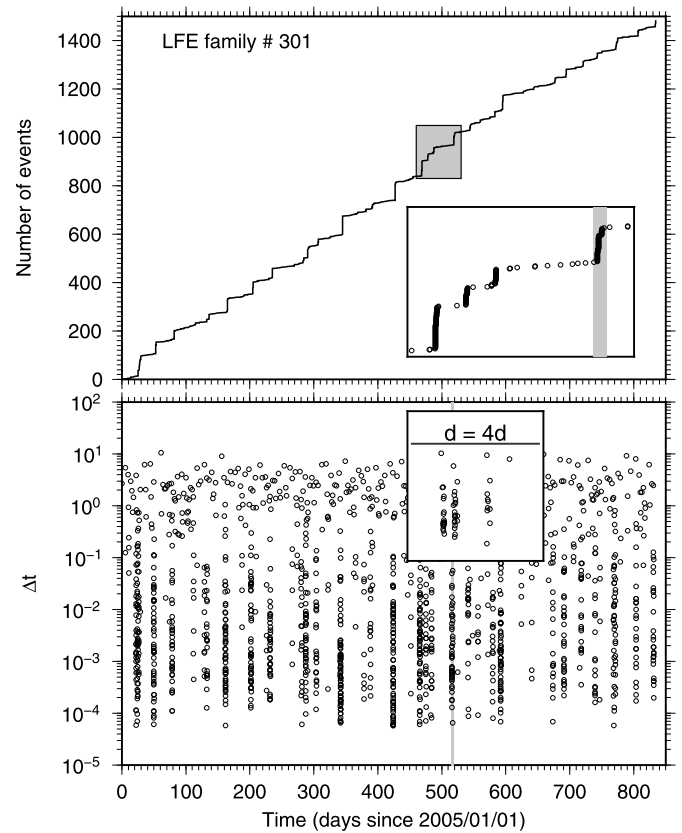 1400
LFE family # 301
1200
1000
800
600
400
200
0
Number of events
10²
10¹
10⁰
10⁻¹
10⁻²
10⁻³
10⁻⁴
10⁻⁵
Δt
d = 4d
0 100 200 300 400 500 600 700 800
Time (days since 2005/01/01)